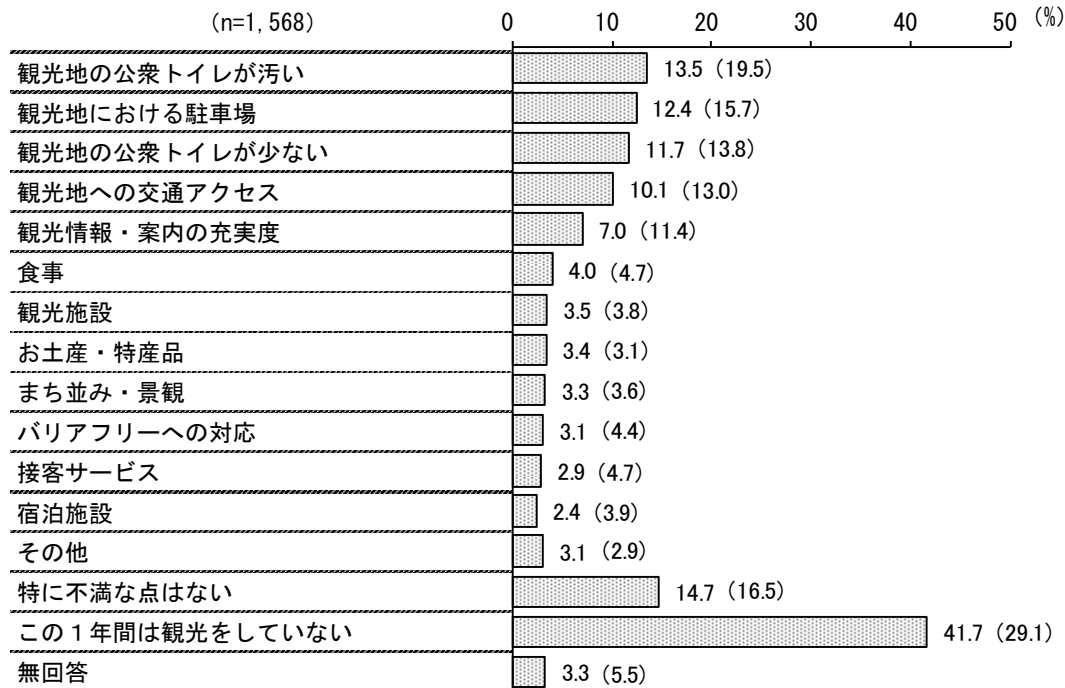 (n=1,568) 0 10 20 30 40 50 (%)
観光地の公衆トイレが汚い 13.5 (19.5)
観光地における駐車場 12.4 (15.7)
観光地の公衆トイレが少ない 11.7 (13.8)
観光地への交通アクセス 10.1 (13.0)
観光情報・案内の充実度 7.0 (11.4)
食事 4.0 (4.7)
観光施設 3.5 (3.8)
お土産・特産品 3.4 (3.1)
まち並み・景観 3.3 (3.6)
バリアフリーへの対応 3.1 (4.4)
接客サービス 2.9 (4.7)
宿泊施設 2.4 (3.9)
その他 3.1 (2.9)
特に不満な点はない 14.7 (16.5)
この1年間は観光をしていない 41.7 (29.1)
無回答 3.3 (5.5)